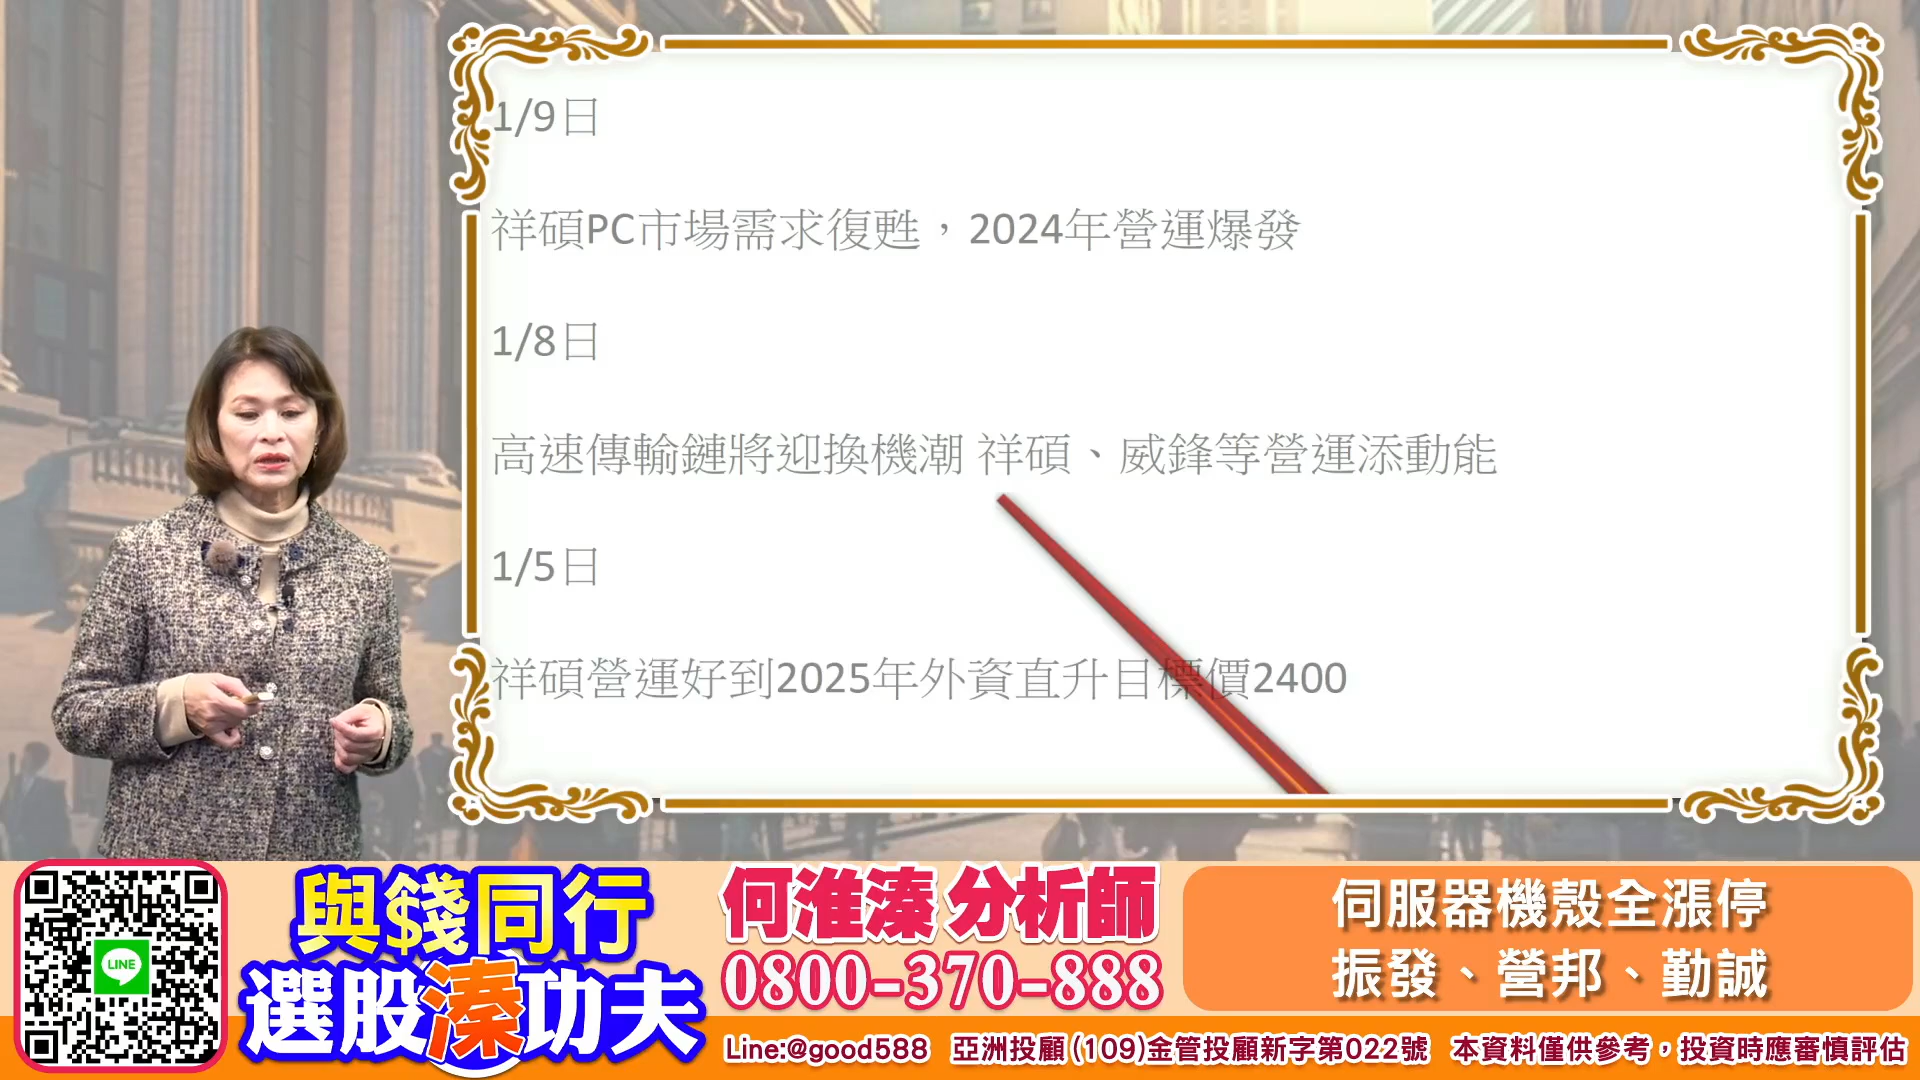 1/9日
祥碩PC市場需求復甦，2024年營運爆發
1/8日
高速傳輸鏈將迎換機潮 祥碩、威鋒等營運添動能
1/5日
祥碩營運好到2025年外資直升目標價2400
LINE
與$錢同行
選股溱功夫
何淮溱 分析師
0800-370-888
伺服器機殼全漲停
振發、營邦、勤誠
Line:@good588 亞洲投顧 (109)金管投顧新字第022號 本資料僅供參考，投資時應審慎評估